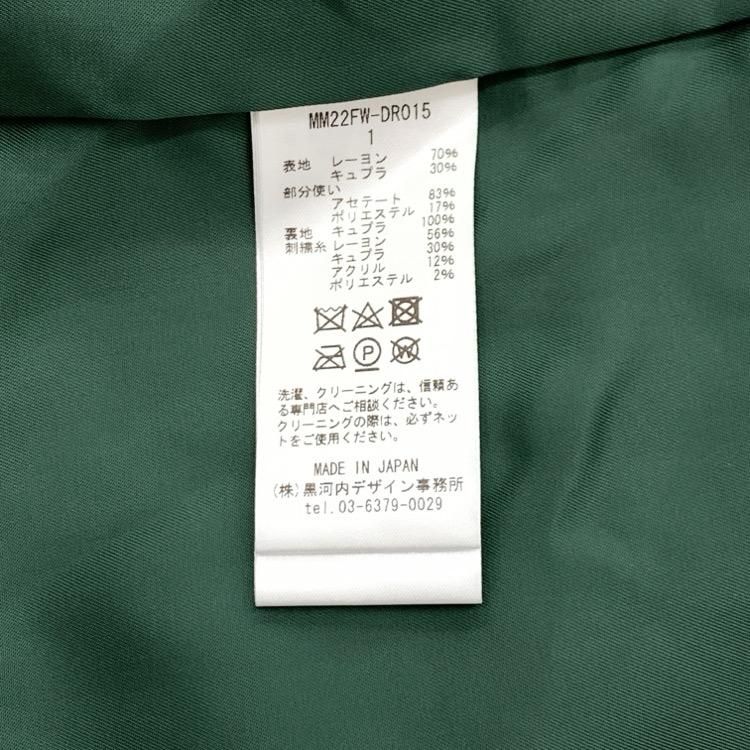 MM22FW-DR015
1
表地 レーヨン 70%
キュプラ 30%
部分使い
アセテート 83%
ポリエステル 17%
裏地 キュプラ 100%
刺繍糸 レーヨン 56%
キュプラ 30%
アクリル 12%
ポリエステル 2%
P
W
洗濯、クリーニングは、信頼あ
る専門店へご相談ください。
クリーニングの際は、必ずネッ
トをご使用ください。
MADE IN JAPAN
(株)黒河内デザイン事務所
tel.03-6379-0029